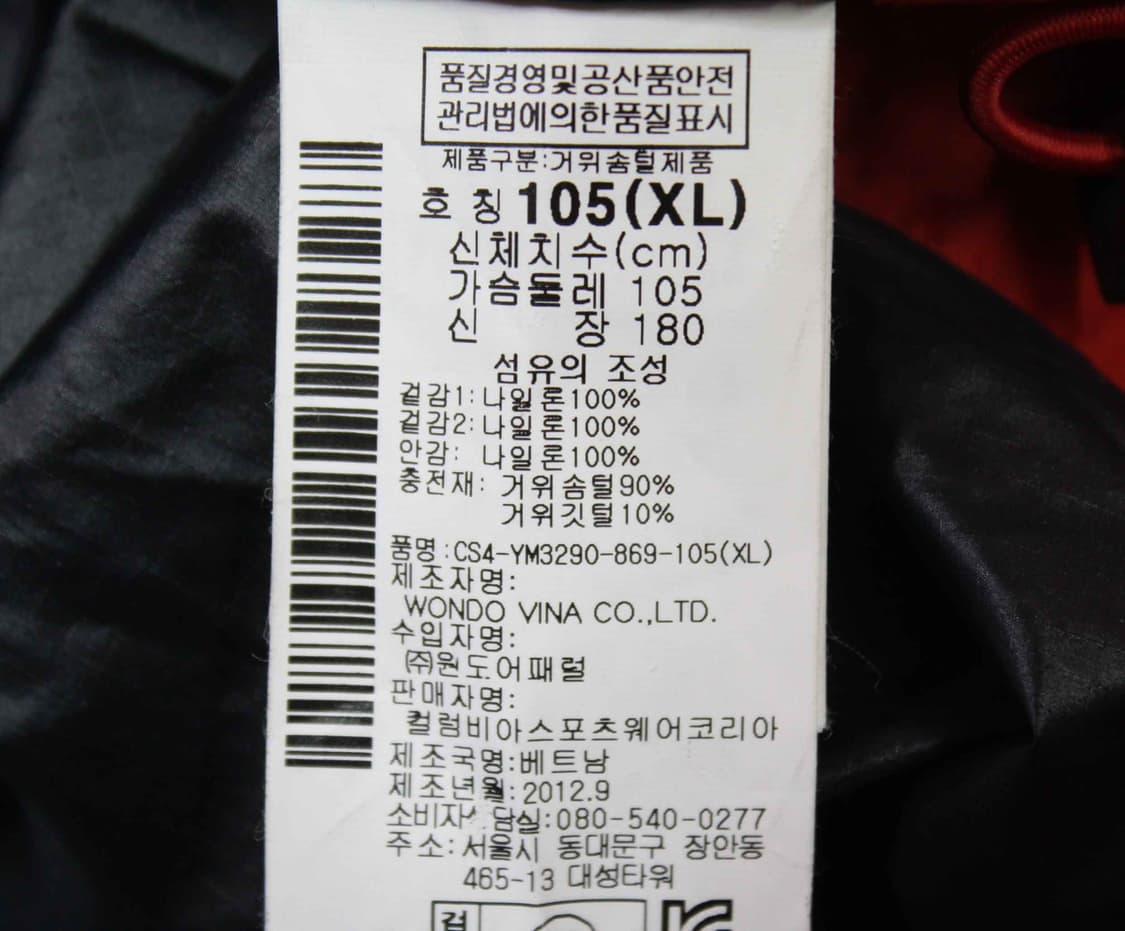 품질경영및공산품안전
관리법에의한품질표시
제품구분:거위솜털제품
호 칭 105(XL)
신체치수(cm)
가슴둘레 105
신 장 180
섬유의 조성
겉감1: 나일론100%
겉감2: 나일론100%
안감: 나일론100%
충전재: 거위솜털90%
거위깃털10%
품명:CS4-YM3290-869-105(XL)
제조자명:
WONDO VINA CO.,LTD.
수입자명:
㈜원도어패럴
판매자명:
컬럼비아스포츠웨어코리아
제조국명:베트남
제조년월:2012.9
소비자상담실:080-540-0277
주소:서울시 동대문구 장안동
465-13 대성타워